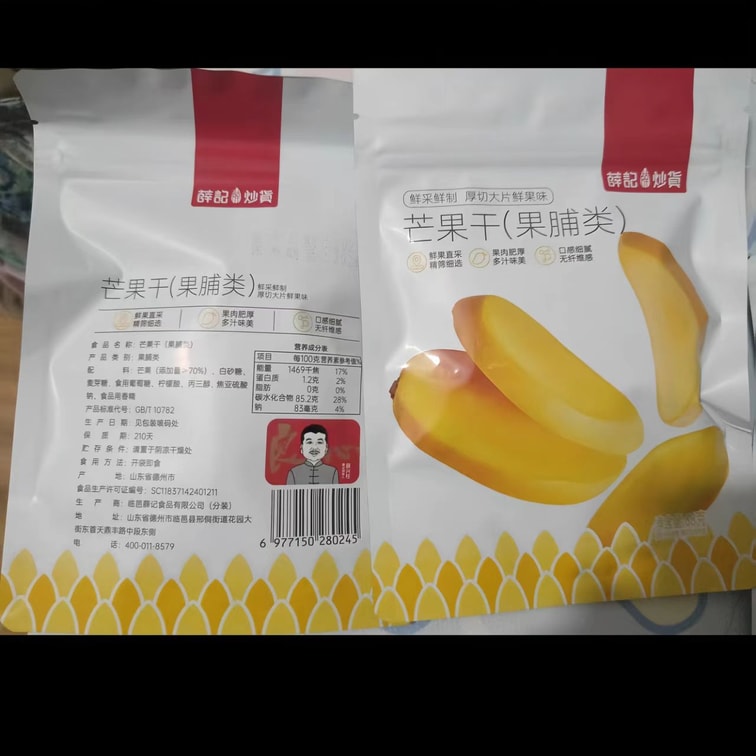 薛記炒貨
芒果干(果脯类)
鲜采鲜制
厚切大片鲜果味
鲜果直采
精筛细选
果肉肥厚
多汁味美
口感细腻
无纤维感
食品名称：芒果干（果脯类）
产品类别：果脯类
配料：芒果（添加量≥70%）、白砂糖、
麦芽糖、食用葡萄糖、柠檬酸、丙三醇、焦亚硫酸
钠、食品用香精
产品标准代号：GB/T 10782
生产日期：见包装喷码处
保质期：210天
贮存条件：请置于阴凉干燥处
食用方法：开袋即食
产地：山东省德州市
食品生产许可证编号：SC11837142401211
生产商：临邑薛记食品有限公司（分装）
地址：山东省德州市临邑县邢侗街道花园大
街东首天鼎丰路中段东侧
电话：400-011-8579
营养成分表
项目 每100克 营养素参考值%
能量 1469千焦 17%
蛋白质 1.2克 2%
脂肪 0克 0%
碳水化合物 85.2克 28%
钠 83毫克 4%
6 977150 280245
薛記炒貨
鲜采鲜制 厚切大片鲜果味
芒果干(果脯类)
鲜果直采
精筛细选
果肉肥厚
多汁味美
口感细腻
无纤维感